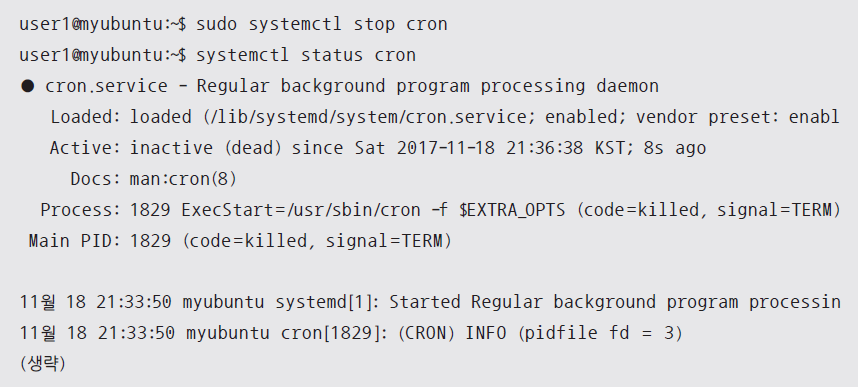 user1@myubuntu:~$ sudo systemctl stop cron
user1@myubuntu:~$ systemctl status cron
● cron.service - Regular background program processing daemon
Loaded: loaded (/lib/systemd/system/cron.service; enabled; vendor preset: enabl
Active: inactive (dead) since Sat 2017-11-18 21:36:38 KST; 8s ago
Docs: man:cron(8)
Process: 1829 ExecStart=/usr/sbin/cron -f $EXTRA_OPTS (code=killed, signal=TERM)
Main PID: 1829 (code=killed, signal=TERM)
11월 18 21:33:50 myubuntu systemd[1]: Started Regular background program processin
11월 18 21:33:50 myubuntu cron[1829]: (CRON) INFO (pidfile fd = 3)
(생략)